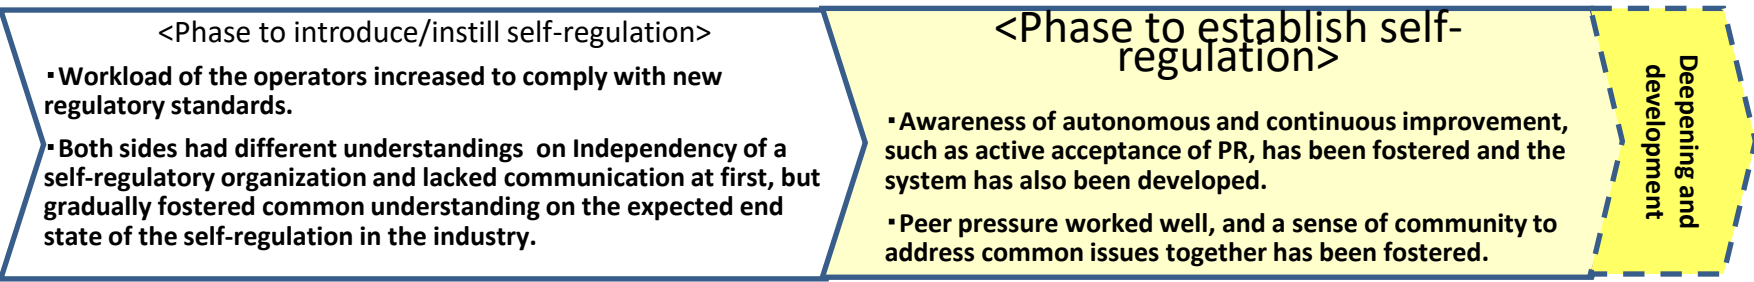 <Phase to introduce/instill self-regulation>
・Workload of the operators increased to comply with new
regulatory standards.
・Both sides had different understandings on Independency of a
self-regulatory organization and lacked communication at first, but
gradually fostered common understanding on the expected end
state of the self-regulation in the industry.
<Phase to establish self-
regulation>
・Awareness of autonomous and continuous improvement,
such as active acceptance of PR, has been fostered and the
system has also been developed.
・Peer pressure worked well, and a sense of community to
address common issues together has been fostered.
Deepening and
development